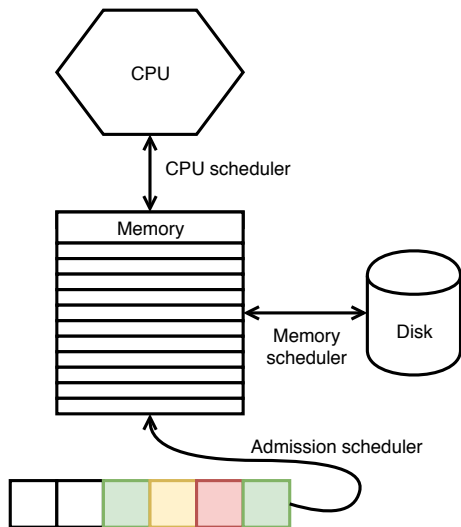 CPU
CPU scheduler
Memory
Memory
scheduler
Disk
Admission scheduler